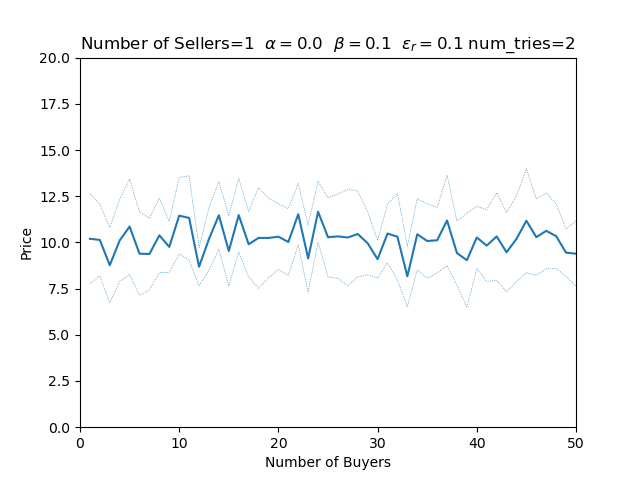 Number of Sellers=1 α = 0.0 β = 0.1 εr = 0.1 num_tries=2
20.0
17.5
15.0
12.5
10.0
7.5
5.0
2.5
0.0
Price
0 10 20 30 40 50
Number of Buyers